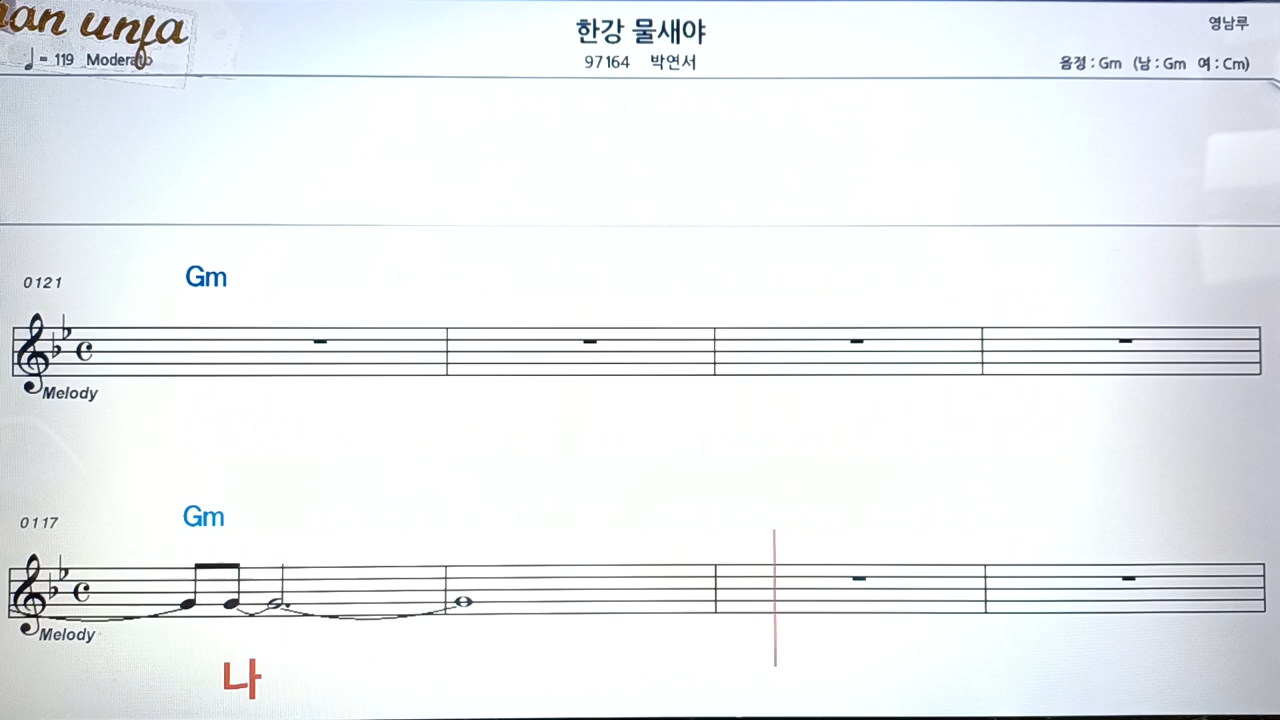 unja
한강 물새야
영남루
♩= 119 Moderato
97164 박연서
음정 : Gm (남 : Gm 여 : Cm)
0121
Gm
Melody
0117
Gm
Melody
나